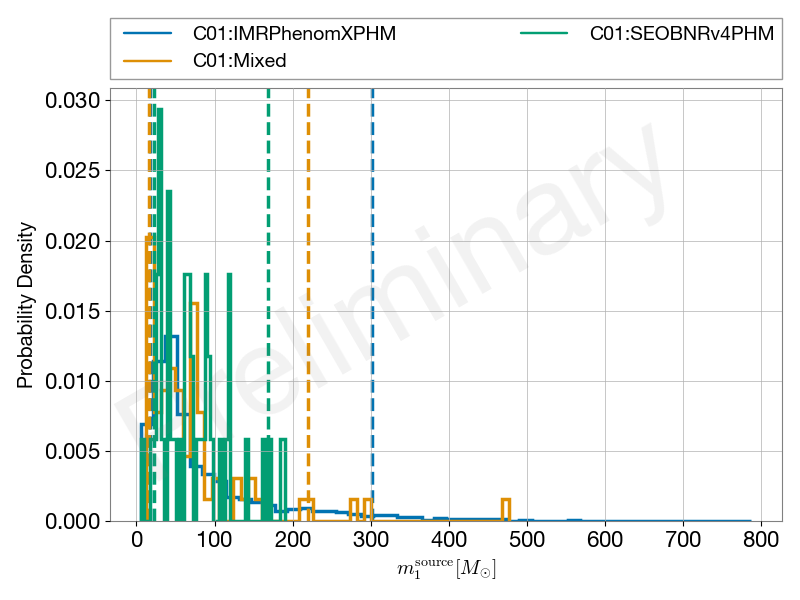 C01:IMRPhenomXPHM
C01:Mixed
C01:SEOBNRv4PHM
0.030
0.025
0.020
0.015
0.010
0.005
0.000
Probability Density
Preliminary
0 100 200 300 400 500 600 700 800
m₁^source [M⊙]